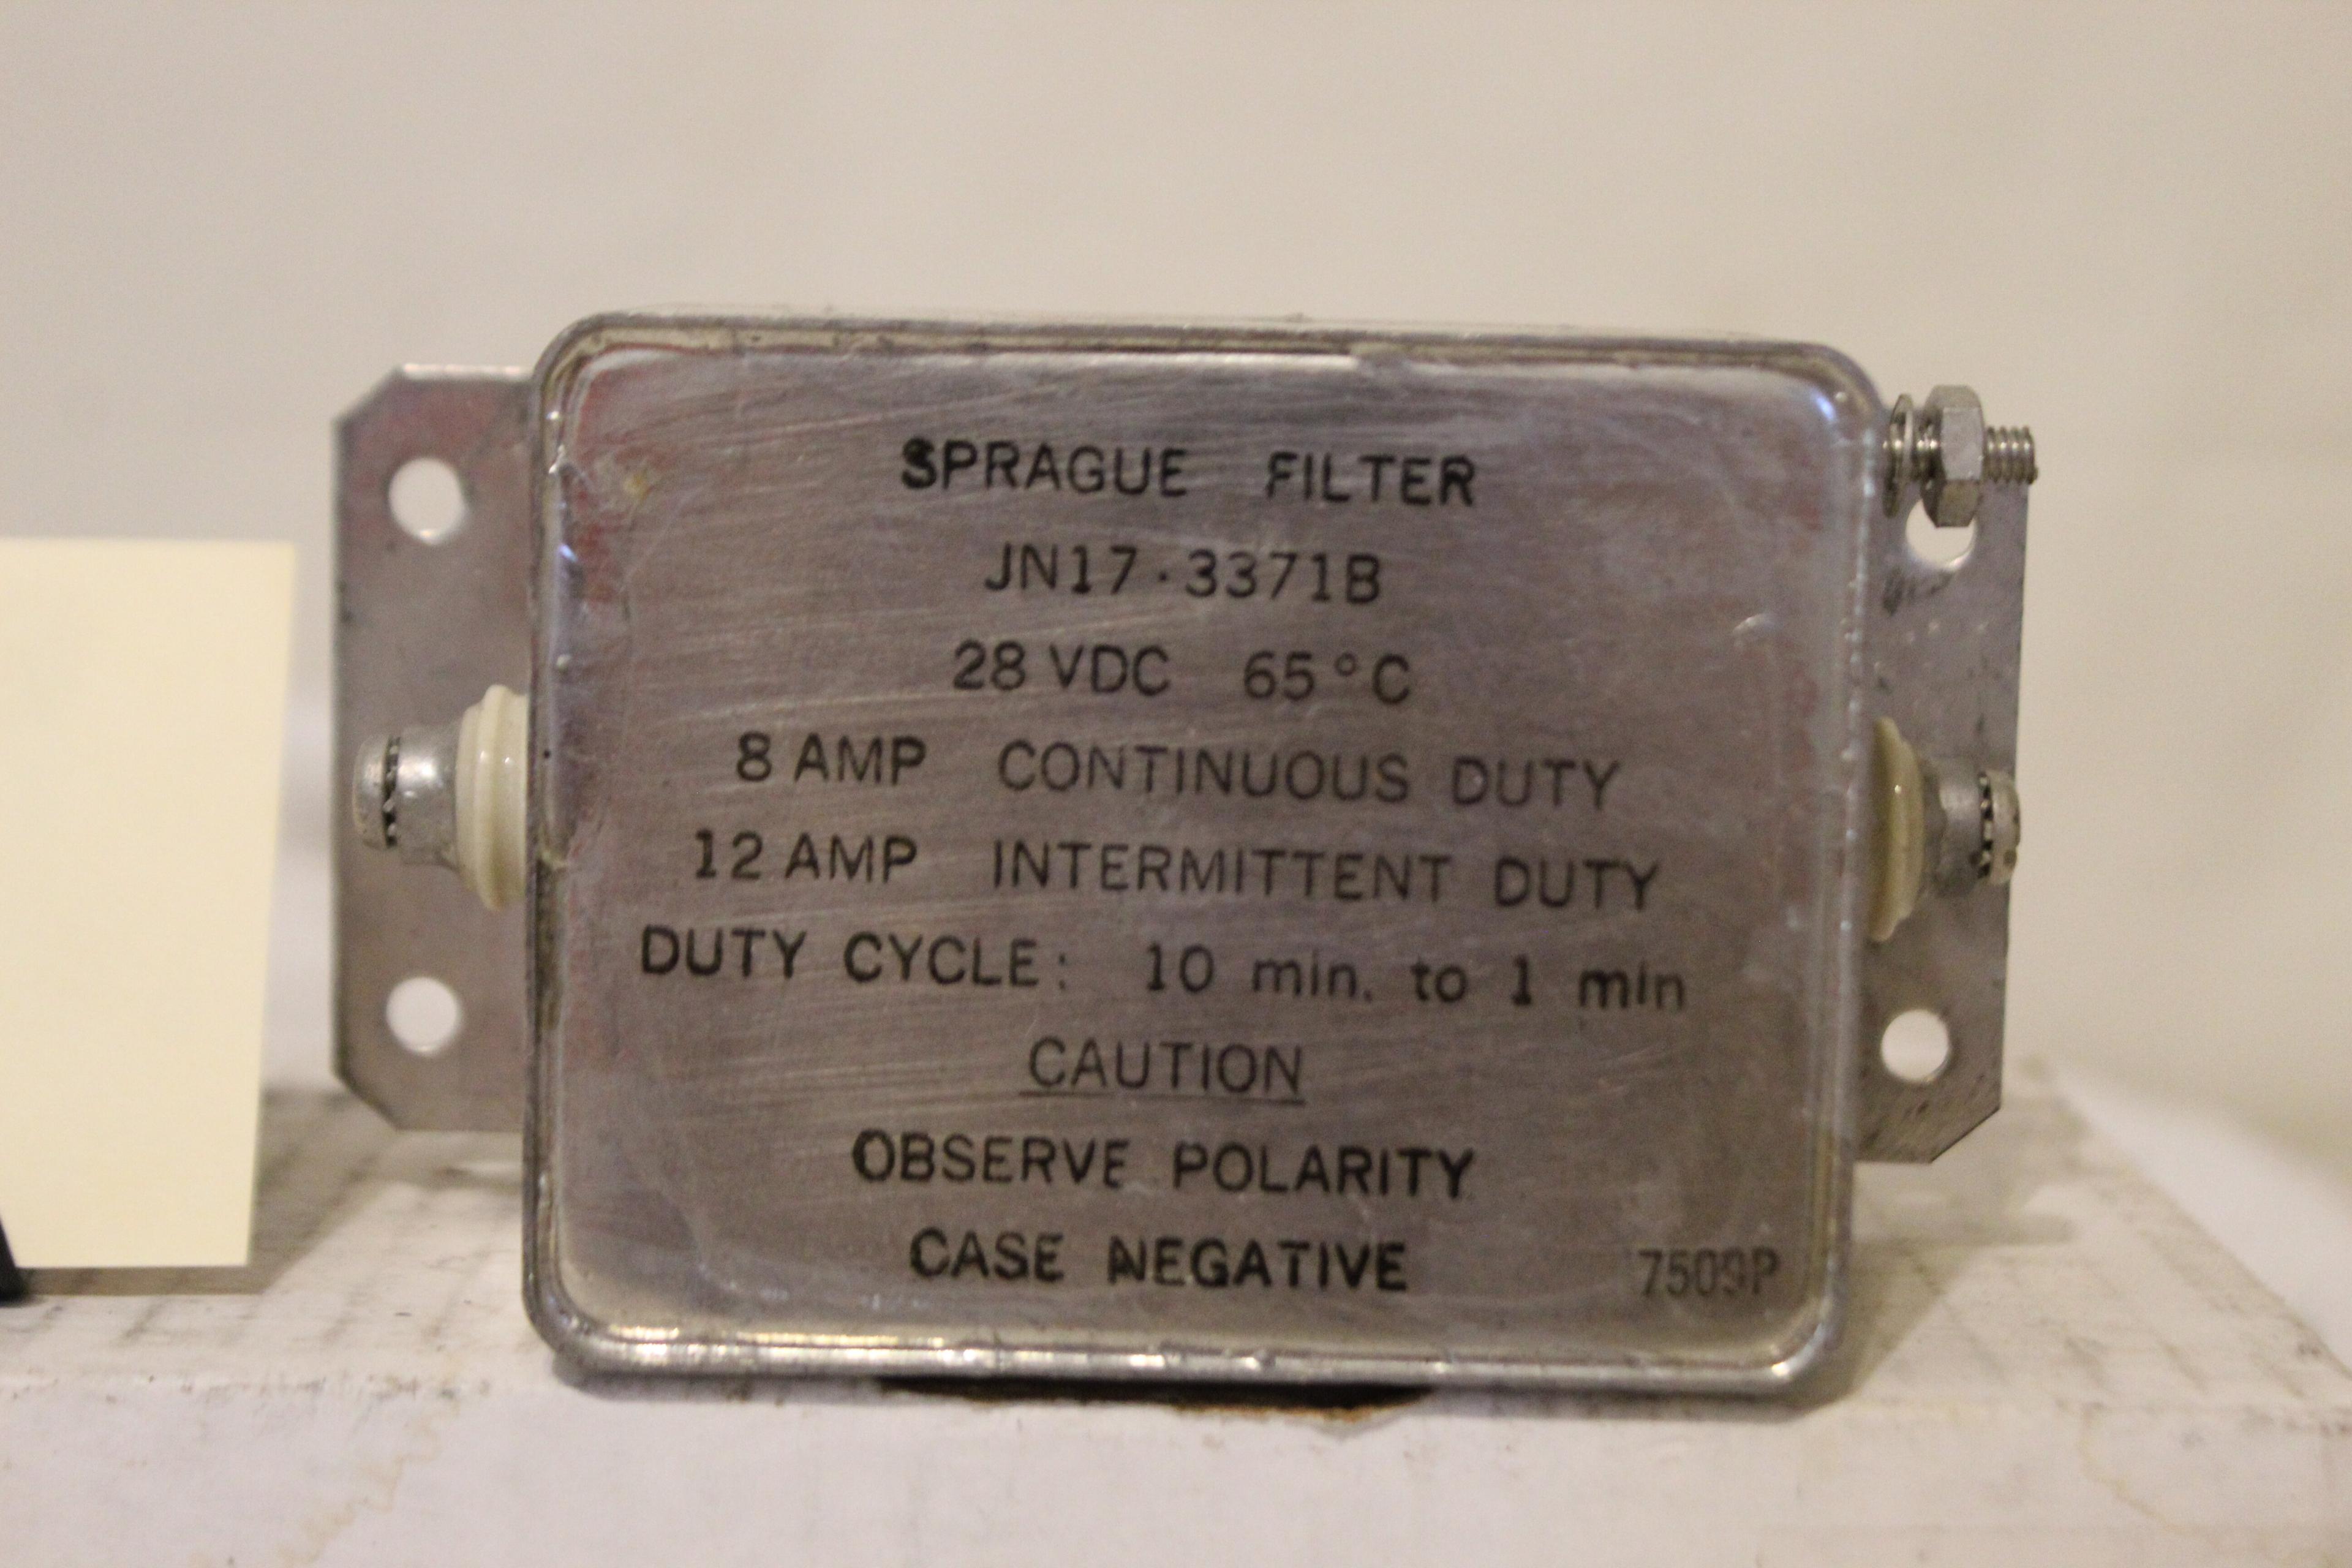 SPRAGUE FILTER
JN17·3371B
28 VDC 65°C
8 AMP CONTINUOUS DUTY
12 AMP INTERMITTENT DUTY
DUTY CYCLE: 10 min. to 1 min
CAUTION
OBSERVE POLARITY
CASE NEGATIVE
7509P